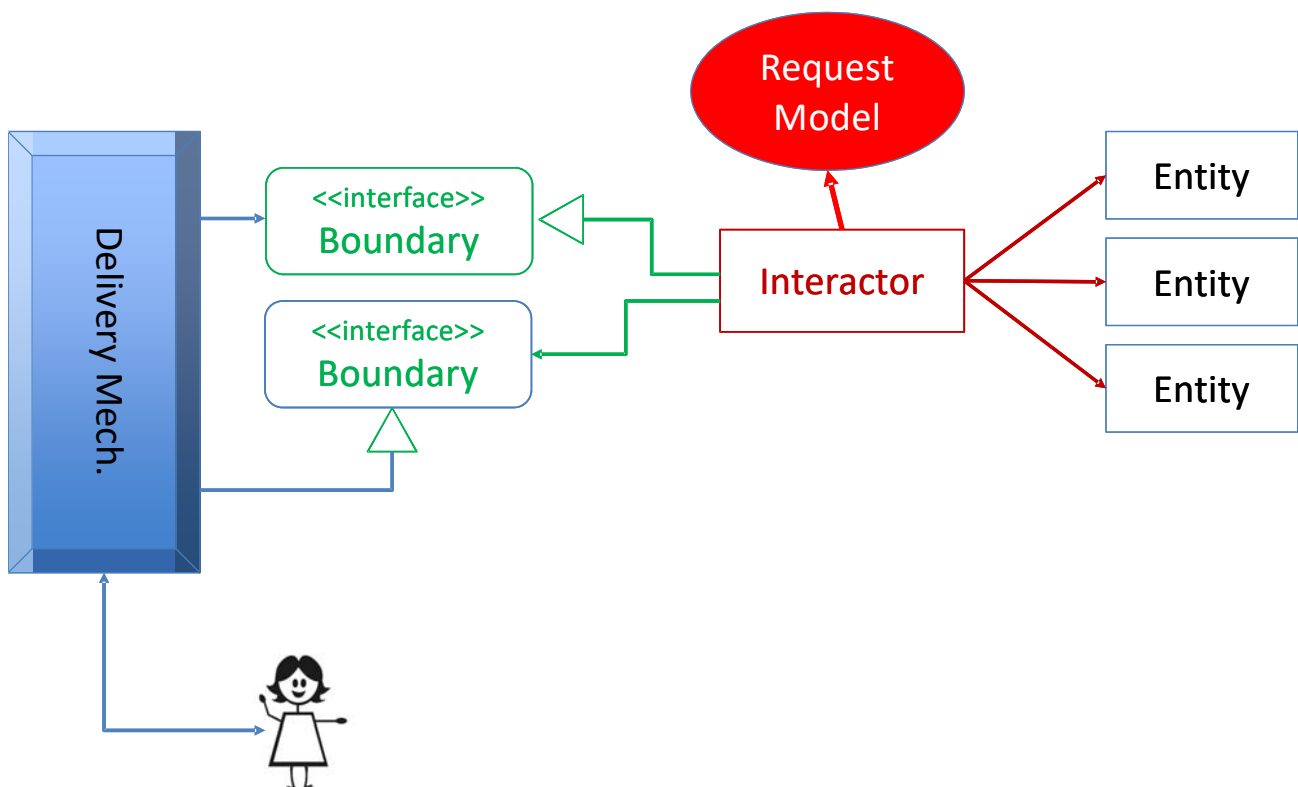 Delivery Mech.
<<interface>>
Boundary
<<interface>>
Boundary
Request
Model
Interactor
Entity
Entity
Entity